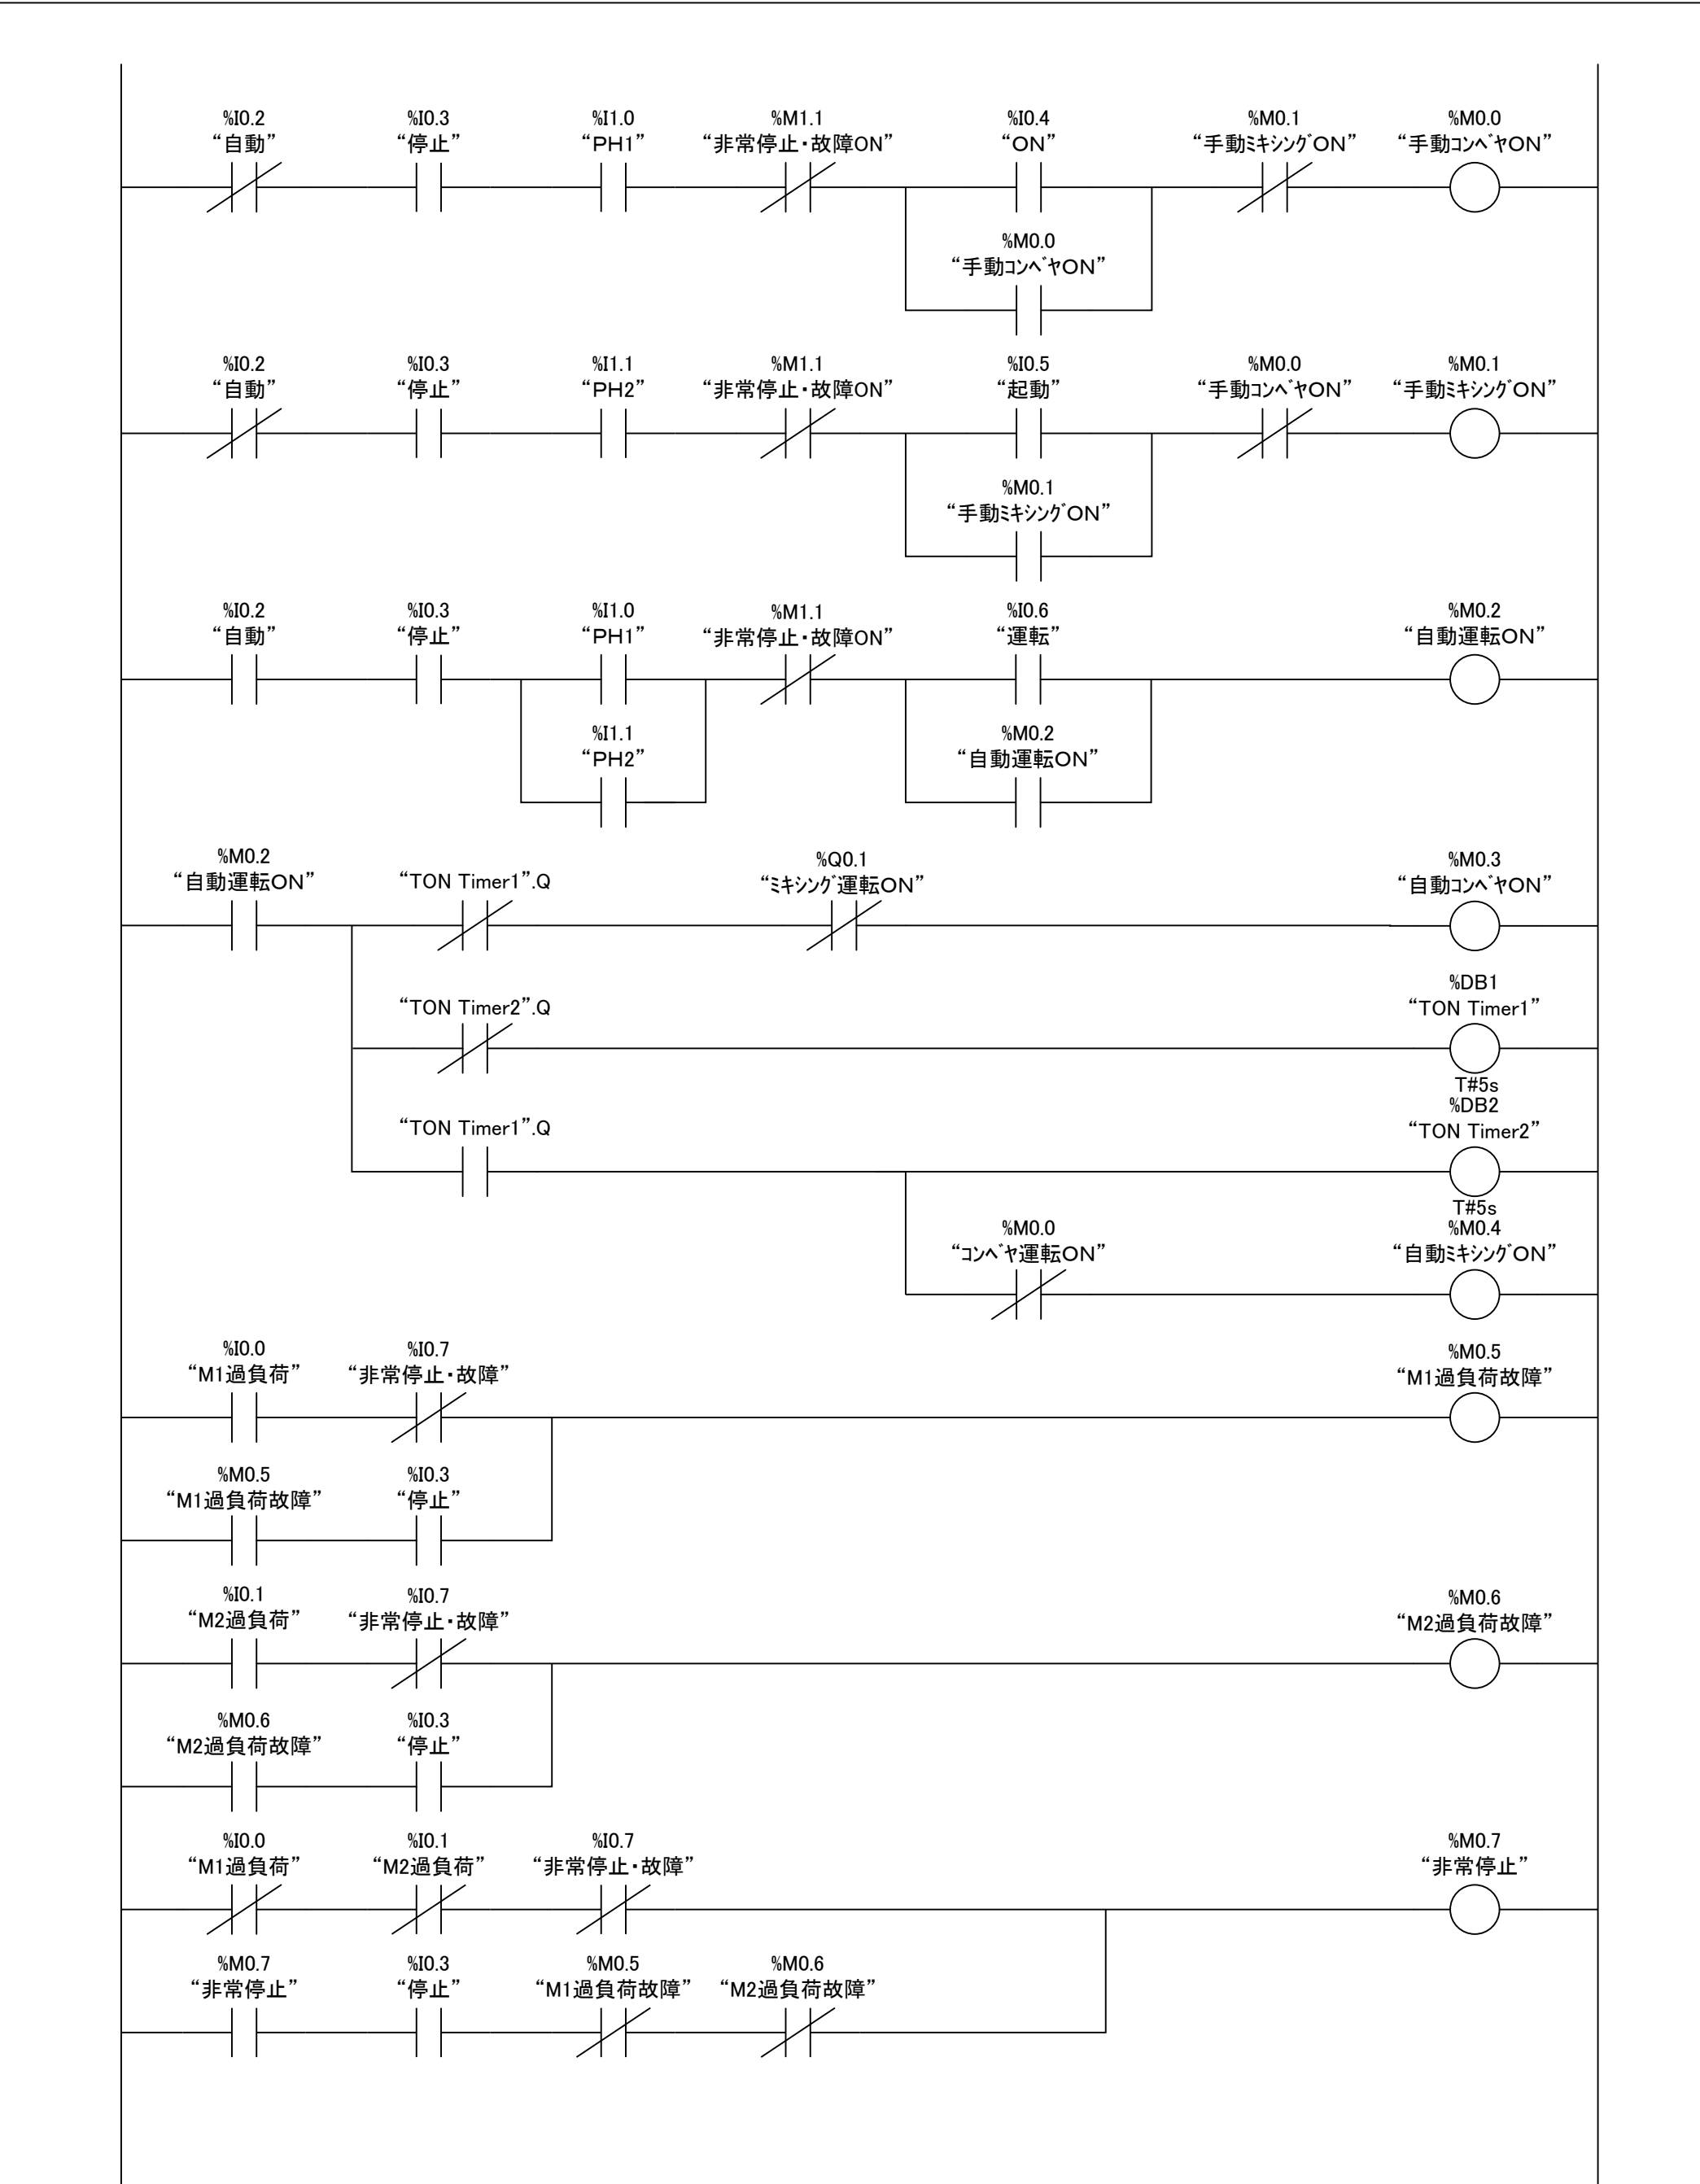 %I0.2 %I0.3 %I1.0 %M1.1 %I0.4 %M0.1 %M0.0
“自動” “停止” “PH1” “非常停止・故障ON” “ON” “手動ﾐｷｼﾝｸﾞON” “手動ｺﾝﾍﾞﾔON”
%M0.0
“手動ｺﾝﾍﾞﾔON”
%I0.2 %I0.3 %I1.1 %M1.1 %I0.5 %M0.0 %M0.1
“自動” “停止” “PH2” “非常停止・故障ON” “起動” “手動ｺﾝﾍﾞﾔON” “手動ﾐｷｼﾝｸﾞON”
%M0.1
“手動ﾐｷｼﾝｸﾞON”
%I0.2 %I0.3 %I1.0 %M1.1 %I0.6 %M0.2
“自動” “停止” “PH1” “非常停止・故障ON” “運転” “自動運転ON”
%I1.1 %M0.2
“PH2” “自動運転ON”
%M0.2 %Q0.1 %M0.3
“自動運転ON” “TON Timer1”.Q “ﾐｷｼﾝｸﾞ運転ON” “自動ｺﾝﾍﾞﾔON”
%DB1
“TON Timer2”.Q “TON Timer1”
T#5s
%DB2
“TON Timer1”.Q “TON Timer2”
T#5s
%M0.0 %M0.4
“ｺﾝﾍﾞﾔ運転ON” “自動ﾐｷｼﾝｸﾞON”
%I0.0 %I0.7 %M0.5
“M1過負荷” “非常停止・故障” “M1過負荷故障”
%M0.5 %I0.3
“M1過負荷故障” “停止”
%I0.1 %I0.7 %M0.6
“M2過負荷” “非常停止・故障” “M2過負荷故障”
%M0.6 %I0.3
“M2過負荷故障” “停止”
%I0.0 %I0.1 %I0.7 %M0.7
“M1過負荷” “M2過負荷” “非常停止・故障” “非常停止”
%M0.7 %I0.3 %M0.5 %M0.6
“非常停止” “停止” “M1過負荷故障” “M2過負荷故障”